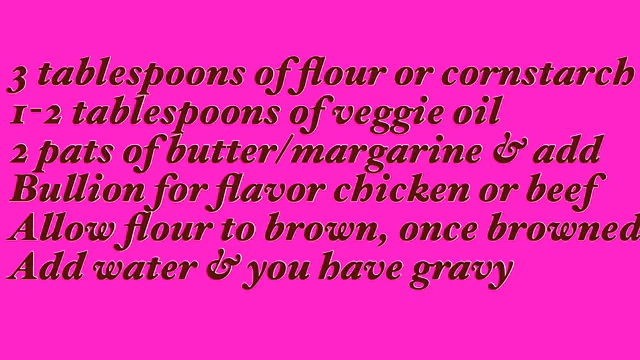 3 tablespoons of flour or cornstarch
1-2 tablespoons of veggie oil
2 pats of butter/margarine & add
Bullion for flavor chicken or beef
Allow flour to brown, once browned
Add water & you have gravy